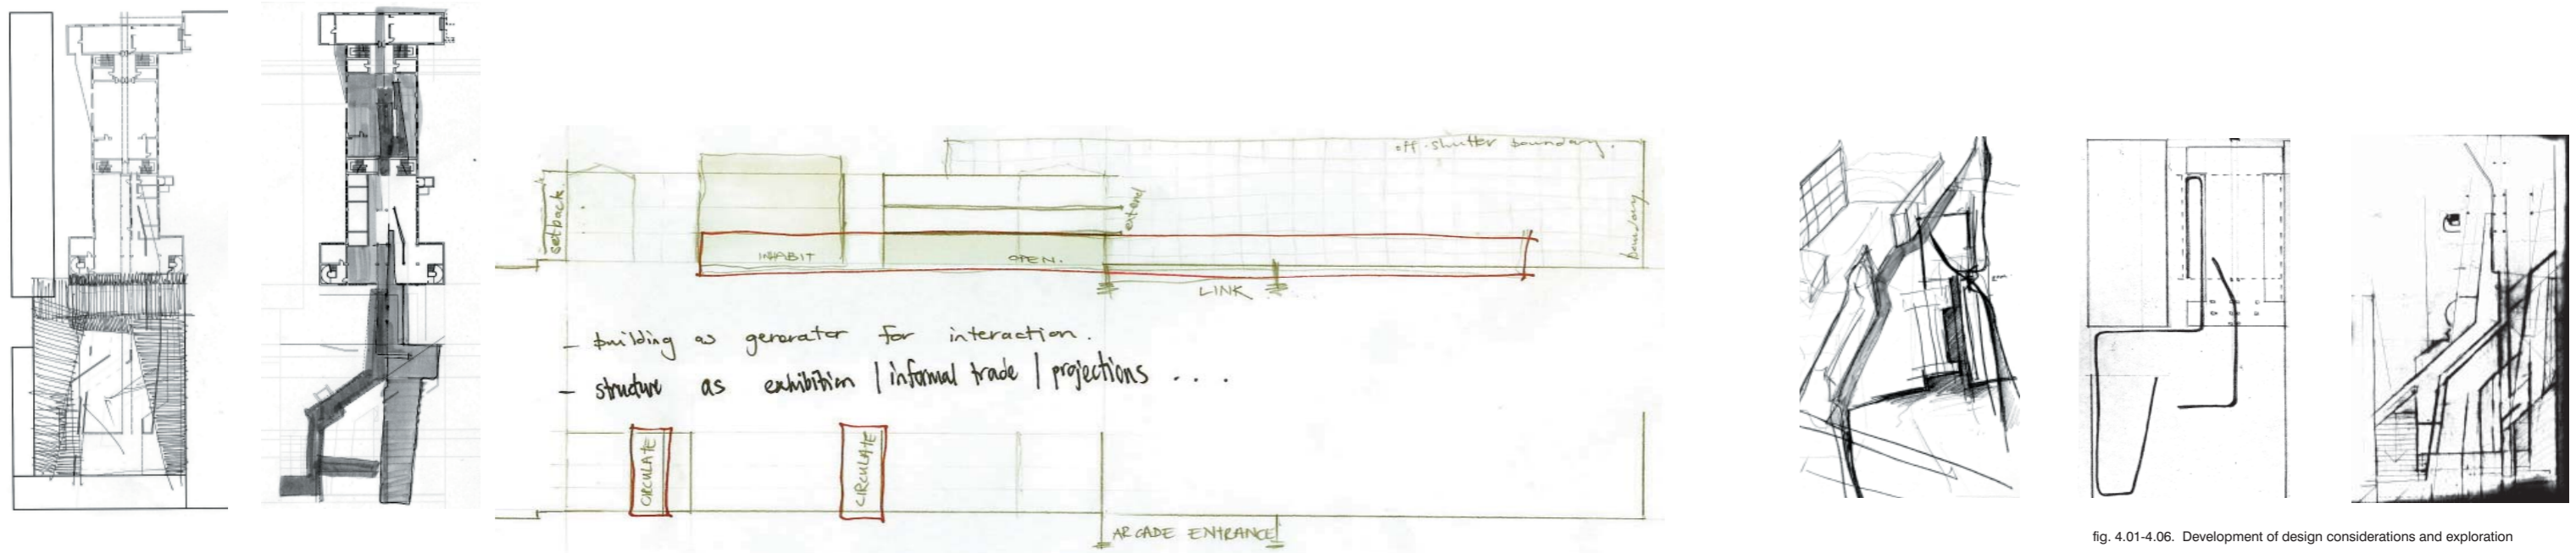 off-shutter boundary.
setback.
extend
boundary
INHABIT
OPEN.
LINK
- building as generator for interaction.
- structure as exhibition / informal trade / projections ....
CIRCULATE
CIRCULATE
ARCADE ENTRANCE
fig. 4.01-4.06. Development of design considerations and exploration